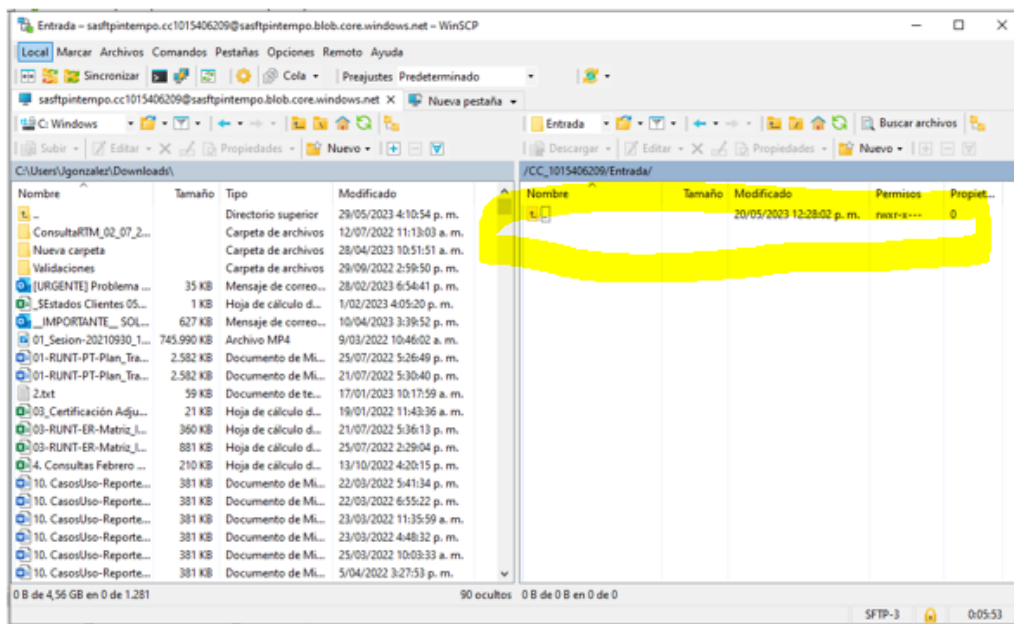 Entrada – sasftpintempo.cc1015406209@sasftpintempo.blob.core.windows.net – WinSCP
Local Marcar Archivos Comandos Pestañas Opciones Remoto Ayuda
Sincronizar Cola Preajustes Predeterminado
sasftpintempo.cc1015406209@sasftpintempo.blob.core.windows.net Nueva pestaña
C: Windows Entrada Buscar archivos
Subir Editar Propiedades Nuevo Descargar Editar Propiedades Nuevo
C:\Users\Jgonzalez\Downloads\ /CC_1015406209/Entrada/
Nombre Tamaño Tipo Modificado Nombre Tamaño Modificado Permisos Propiet...
.. Directorio superior 29/05/2023 4:10:54 p. m. .. 20/05/2023 12:28:02 p. m. rwxr-x--- 0
ConsultaRTM_02_07_2... Carpeta de archivos 12/07/2022 11:13:03 a. m.
Nueva carpeta Carpeta de archivos 28/04/2023 10:51:51 a. m.
Validaciones Carpeta de archivos 29/09/2022 2:59:50 p. m.
[URGENTE] Problema ... 35 KB Mensaje de correo... 28/02/2023 6:54:41 p. m.
_SEstados Clientes 05... 1 KB Hoja de cálculo d... 1/02/2023 4:05:20 p. m.
__IMPORTANTE__ SOL... 627 KB Mensaje de correo... 10/04/2023 3:39:52 p. m.
01_Sesion-20210930_1... 745.990 KB Archivo MP4 9/03/2022 10:46:02 a. m.
01-RUNT-PT-Plan_Tra... 2.582 KB Documento de Mi... 25/07/2022 5:26:49 p. m.
01-RUNT-PT-Plan_Tra... 2.582 KB Documento de Mi... 21/07/2022 5:30:40 p. m.
2.txt 59 KB Documento de te... 17/01/2023 10:17:59 a. m.
03_Certificación Adju... 21 KB Hoja de cálculo d... 19/01/2022 11:43:36 a. m.
03-RUNT-ER-Matriz_I... 360 KB Hoja de cálculo d... 21/07/2022 5:36:13 p. m.
03-RUNT-ER-Matriz_I... 881 KB Hoja de cálculo d... 25/07/2022 2:29:04 p. m.
4. Consultas Febrero ... 210 KB Hoja de cálculo d... 13/10/2022 4:20:15 p. m.
10. CasosUso-Reporte... 381 KB Documento de Mi... 22/03/2022 5:41:34 p. m.
10. CasosUso-Reporte... 381 KB Documento de Mi... 22/03/2022 6:55:22 p. m.
10. CasosUso-Reporte... 381 KB Documento de Mi... 23/03/2022 11:35:59 a. m.
10. CasosUso-Reporte... 381 KB Documento de Mi... 23/03/2022 4:48:32 p. m.
10. CasosUso-Reporte... 381 KB Documento de Mi... 25/03/2022 10:03:33 a. m.
10. CasosUso-Reporte... 381 KB Documento de Mi... 5/04/2022 3:27:53 p. m.
0 B de 4,56 GB en 0 de 1.281 90 ocultos 0 B de 0 B en 0 de 0
SFTP-3 0:05:53